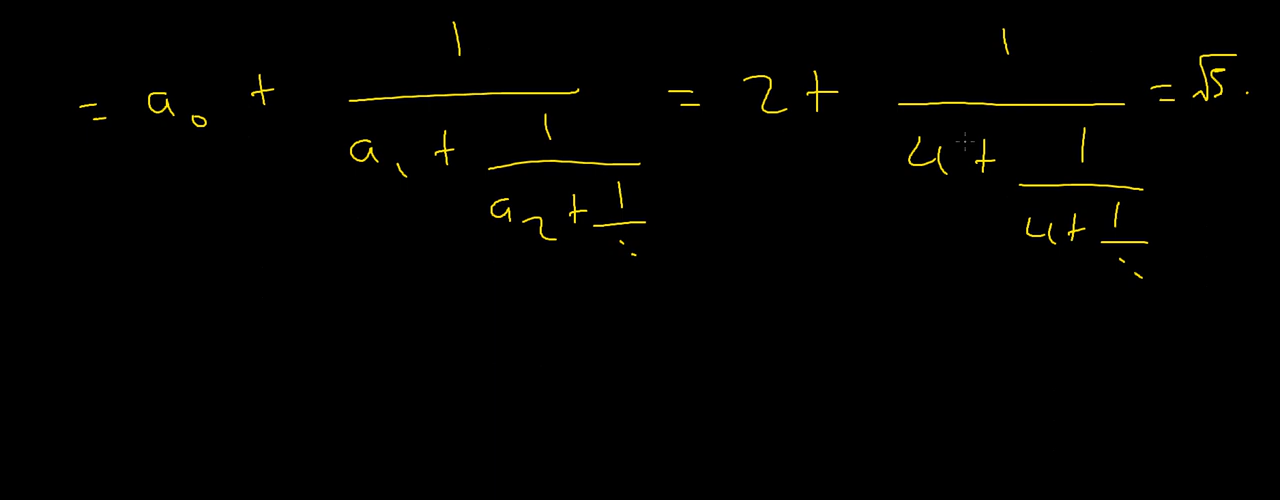 = a₀ + 1/(a₁ + 1/(a₂ + 1/⋱)) = 2 + 1/(4 + 1/(4 + 1/⋱)) = √5.